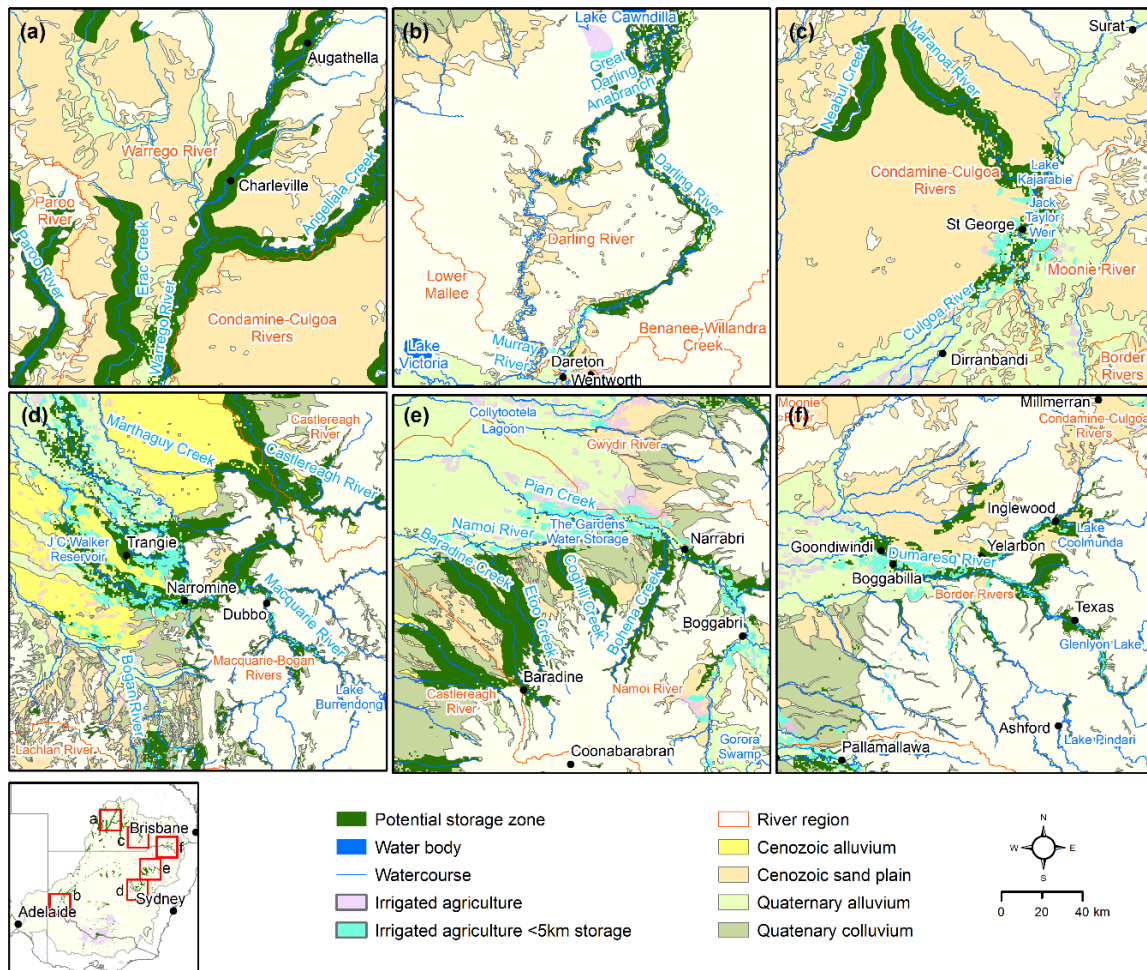 (a)
Augathella
Warrego River
Charleville
Angellala Creek
Paroo
River
Paroo River
Erac Creek
Warrego River
Condamine-Culgoa
Rivers
(b)
Lake Cawndilla
Great
Darling
Anabranch
Darling River
Darling River
Lower
Mallee
Benanee-Willandra
Creek
Lake
Victoria
Murray
River
Dareton
Wentworth
(c)
Surat
Neabul Creek
Maranoa River
Condamine-Culgoa
Rivers
Lake
Kajarabie
Jack
Taylor
Weir
St George
Moonie River
Culgoa River
Dirranbandi
Border
Rivers
(d)
Marthaguy Creek
Castlereagh
River
Castlereagh River
Trangie
J C Walker
Reservoir
Narromine
Dubbo
Macquarie River
Bogan River
Macquarie-Bogan
Rivers
Lake
Burrendong
Lachlan River
(e)
Collytootela
Lagoon
Gwydir River
Pian Creek
Namoi River
The Gardens
Water Storage
Narrabri
Baradine Creek
Etoo Creek
Coghill Creek
Bohena Creek
Boggabri
Baradine
Castlereagh
River
Namoi River
Coonabarabran
Gorora
Swamp
(f)
Moonie
River
Millmerran
Condamine-Culgoa
Rivers
Inglewood
Lake
Coolmunda
Goondiwindi
Yelarbon
Dumaresq River
Boggabilla
Border Rivers
Texas
Glenlyon Lake
Ashford
Lake Pindari
Pallamallawa
a
Brisbane
c
f
e
b
d
Sydney
Adelaide
Potential storage zone
Water body
Watercourse
Irrigated agriculture
Irrigated agriculture <5km storage
River region
Cenozoic alluvium
Cenozoic sand plain
Quaternary alluvium
Quatenary colluvium
N
W
E
S
0
20
40 km